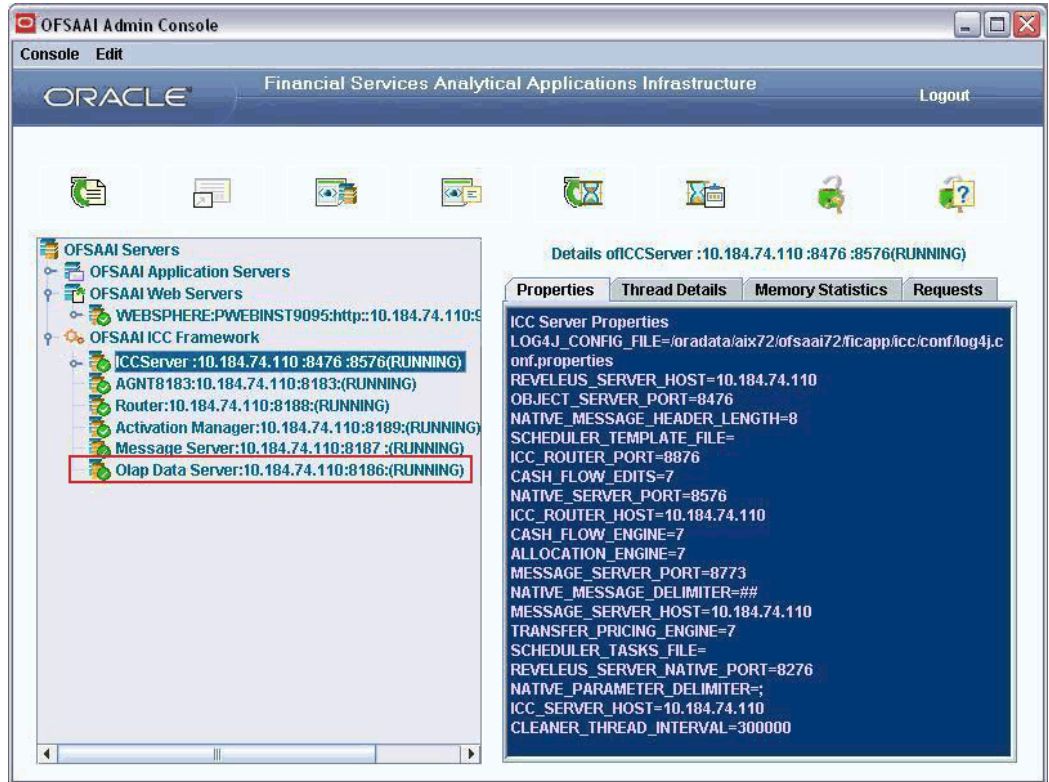 OFSAAI Admin Console
Console Edit
ORACLE
Financial Services Analytical Applications Infrastructure
Logout
OFSAAI Servers
OFSAAI Application Servers
OFSAAI Web Servers
WEBSPHERE:PWEBINST9095:http::10.184.74.110:9
OFSAAI ICC Framework
ICCServer :10.184.74.110 :8476 :8576(RUNNING)
AGNT8183:10.184.74.110:8183:(RUNNING)
Router:10.184.74.110:8188:(RUNNING)
Activation Manager:10.184.74.110:8189:(RUNNING)
Message Server:10.184.74.110:8187 :(RUNNING)
Olap Data Server:10.184.74.110:8186:(RUNNING)
Details ofICCServer :10.184.74.110 :8476 :8576(RUNNING)
Properties Thread Details Memory Statistics Requests
ICC Server Properties
LOG4J_CONFIG_FILE=/oradata/aix72/ofsaai72/ficapp/icc/conf/log4j.c
onf.properties
REVELEUS_SERVER_HOST=10.184.74.110
OBJECT_SERVER_PORT=8476
NATIVE_MESSAGE_HEADER_LENGTH=8
SCHEDULER_TEMPLATE_FILE=
ICC_ROUTER_PORT=8876
CASH_FLOW_EDITS=7
NATIVE_SERVER_PORT=8576
ICC_ROUTER_HOST=10.184.74.110
CASH_FLOW_ENGINE=7
ALLOCATION_ENGINE=7
MESSAGE_SERVER_PORT=8773
NATIVE_MESSAGE_DELIMITER=##
MESSAGE_SERVER_HOST=10.184.74.110
TRANSFER_PRICING_ENGINE=7
SCHEDULER_TASKS_FILE=
REVELEUS_SERVER_NATIVE_PORT=8276
NATIVE_PARAMETER_DELIMITER=;
ICC_SERVER_HOST=10.184.74.110
CLEANER_THREAD_INTERVAL=300000